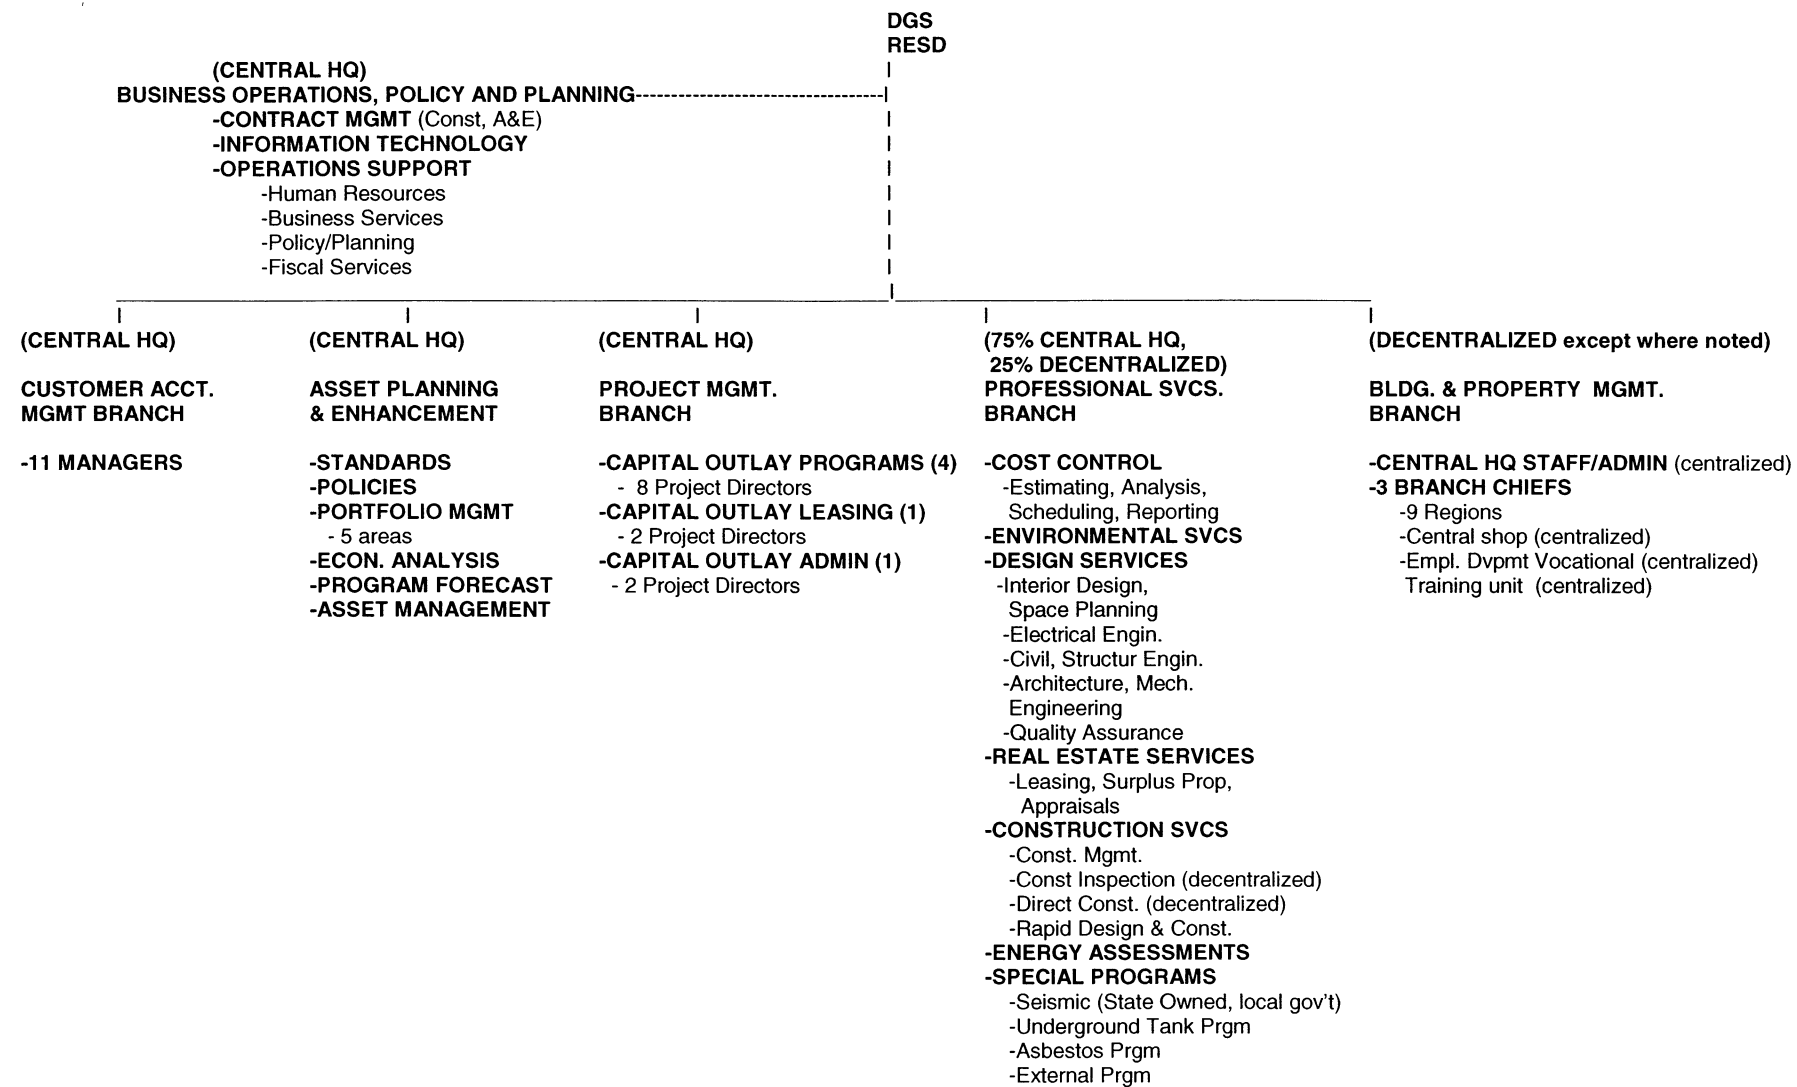 DGS
RESD
(CENTRAL HQ)
BUSINESS OPERATIONS, POLICY AND PLANNING-----------------------------------
-CONTRACT MGMT (Const, A&E)
-INFORMATION TECHNOLOGY
-OPERATIONS SUPPORT
-Human Resources
-Business Services
-Policy/Planning
-Fiscal Services
(CENTRAL HQ)
CUSTOMER ACCT.
MGMT BRANCH
-11 MANAGERS
(CENTRAL HQ)
ASSET PLANNING
& ENHANCEMENT
-STANDARDS
-POLICIES
-PORTFOLIO MGMT
- 5 areas
-ECON. ANALYSIS
-PROGRAM FORECAST
-ASSET MANAGEMENT
(CENTRAL HQ)
PROJECT MGMT.
BRANCH
-CAPITAL OUTLAY PROGRAMS (4)
- 8 Project Directors
-CAPITAL OUTLAY LEASING (1)
- 2 Project Directors
-CAPITAL OUTLAY ADMIN (1)
- 2 Project Directors
(75% CENTRAL HQ,
25% DECENTRALIZED)
PROFESSIONAL SVCS.
BRANCH
-COST CONTROL
-Estimating, Analysis,
Scheduling, Reporting
-ENVIRONMENTAL SVCS
-DESIGN SERVICES
-Interior Design,
Space Planning
-Electrical Engin.
-Civil, Structur Engin.
-Architecture, Mech.
Engineering
-Quality Assurance
-REAL ESTATE SERVICES
-Leasing, Surplus Prop,
Appraisals
-CONSTRUCTION SVCS
-Const. Mgmt.
-Const Inspection (decentralized)
-Direct Const. (decentralized)
-Rapid Design & Const.
-ENERGY ASSESSMENTS
-SPECIAL PROGRAMS
-Seismic (State Owned, local gov't)
-Underground Tank Prgm
-Asbestos Prgm
-External Prgm
(DECENTRALIZED except where noted)
BLDG. & PROPERTY MGMT.
BRANCH
-CENTRAL HQ STAFF/ADMIN (centralized)
-3 BRANCH CHIEFS
-9 Regions
-Central shop (centralized)
-Empl. Dvpmt Vocational (centralized)
Training unit (centralized)